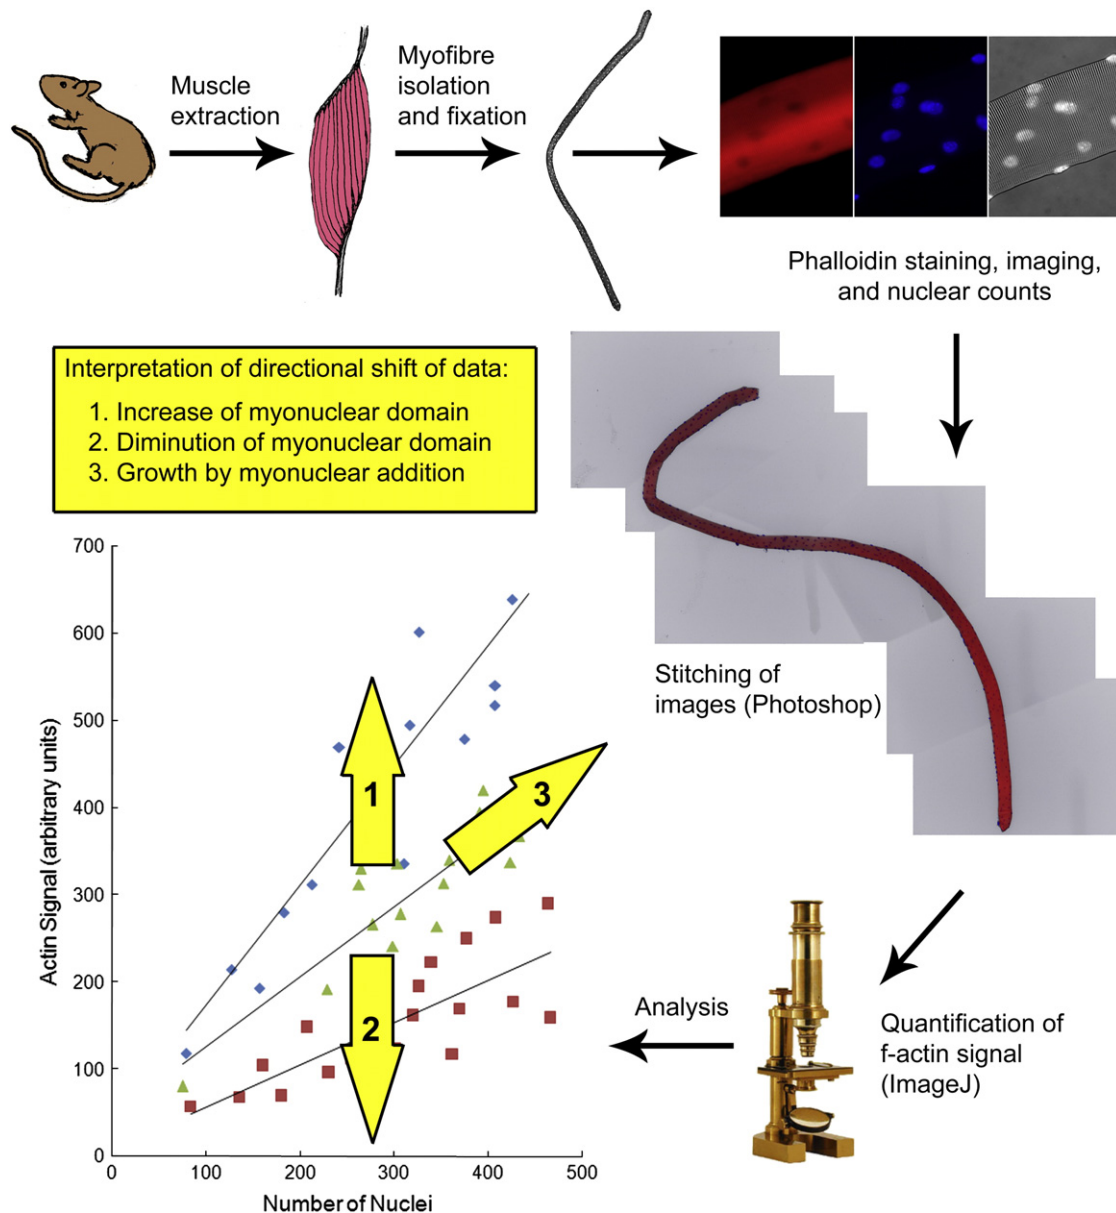 Muscle
extraction
Myofibre
isolation
and fixation
Phalloidin staining, imaging,
and nuclear counts
Interpretation of directional shift of data:
1. Increase of myonuclear domain
2. Diminution of myonuclear domain
3. Growth by myonuclear addition
Stitching of
images (Photoshop)
Quantification of
f-actin signal
(ImageJ)
Analysis
Actin Signal (arbitrary units)
700
600
500
400
300
200
100
0
1
3
2
0 100 200 300 400 500
Number of Nuclei